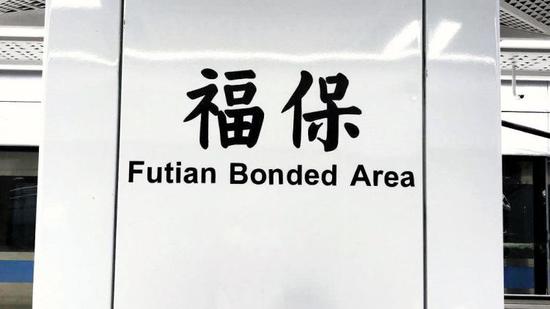 福保
Futian Bonded Area